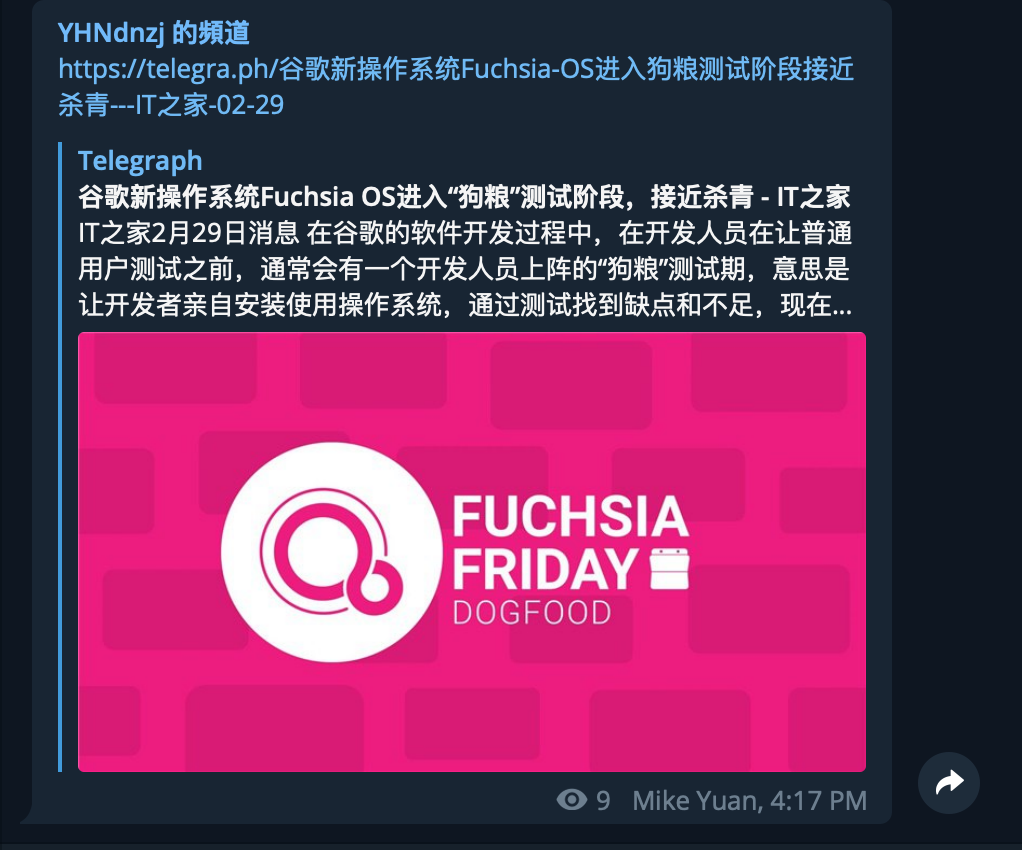 YHNdnzj 的頻道
https://telegra.ph/谷歌新操作系统Fuchsia-OS进入狗粮测试阶段接近
杀青---IT之家-02-29
Telegraph
谷歌新操作系统Fuchsia OS进入“狗粮”测试阶段，接近杀青 - IT之家
IT之家2月29日消息 在谷歌的软件开发过程中，在开发人员在让普通
用户测试之前，通常会有一个开发人员上阵的“狗粮”测试期，意思是
让开发者亲自安装使用操作系统，通过测试找到缺点和不足，现在...
FUCHSIA
FRIDAY
DOGFOOD
9 Mike Yuan, 4:17 PM